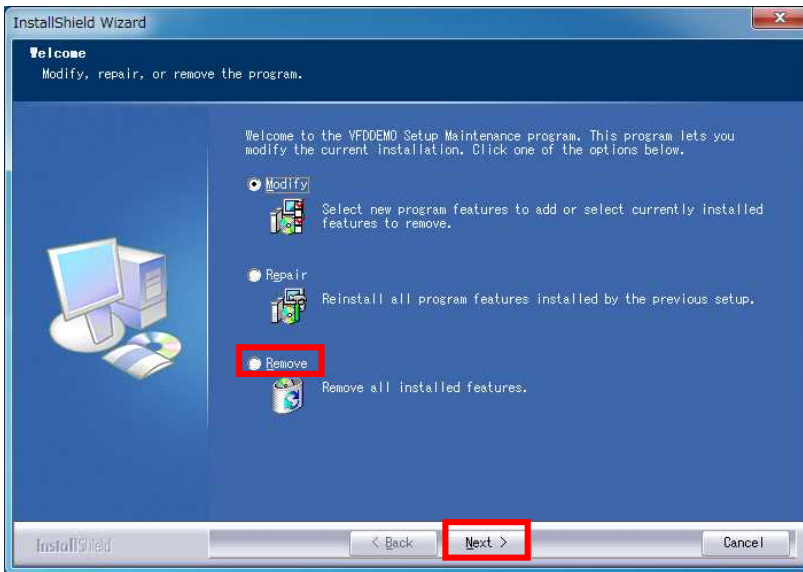 InstallShield Wizard
Welcome
Modify, repair, or remove the program.
Welcome to the VFDDEMO Setup Maintenance program. This program lets you
modify the current installation. Click one of the options below.
Modify
Select new program features to add or select currently installed
features to remove.
Repair
Reinstall all program features installed by the previous setup.
Remove
Remove all installed features.
InstallShield
< Back
Next >
Cancel